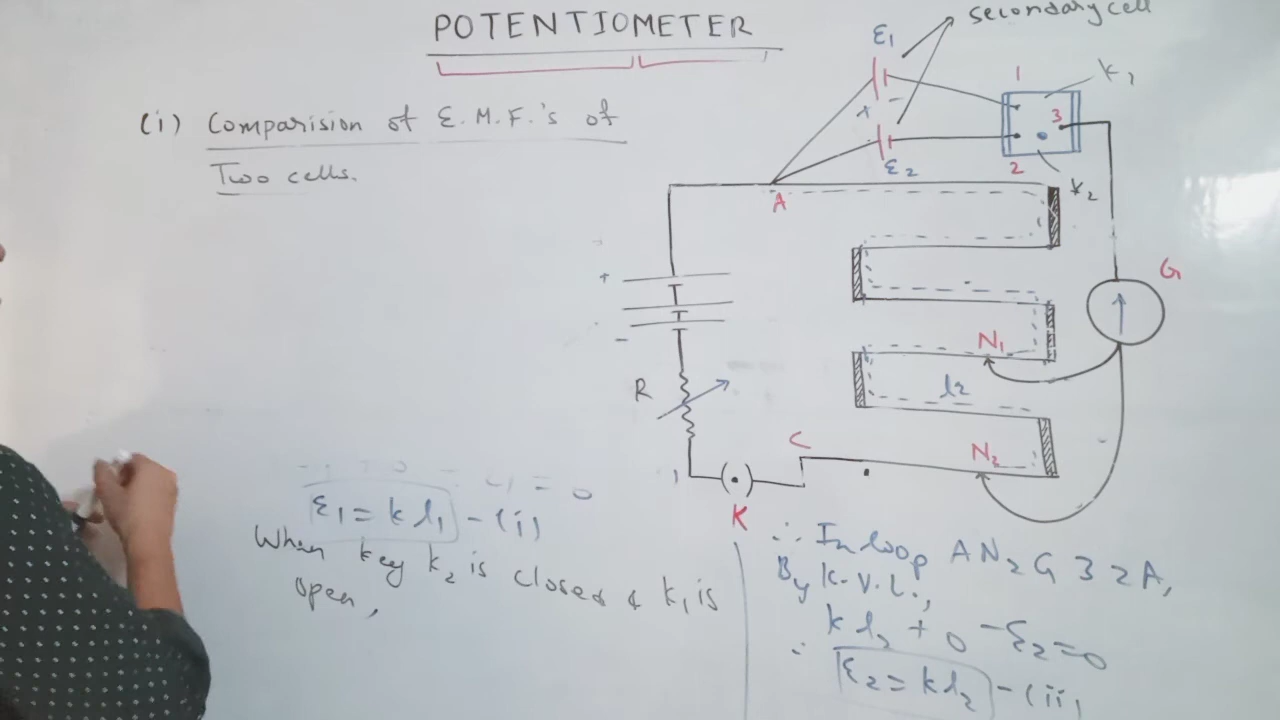 POTENTIOMETER
secondary cell
(i) Comparision of E.M.F.'s of
Two cells.
ε1
+ -
ε2
1
K1
3
2
K2
A
+
-
G
N1
l2
R
N2
C
K
= 0
ε1 = k l1 - (i)
When key k2 is closed & k1 is
open,
∴ In loop A N2 G 3 2 A,
By K.V.L.,
k l2 + 0 - ε2 = 0
∴ ε2 = k l2 - (ii)